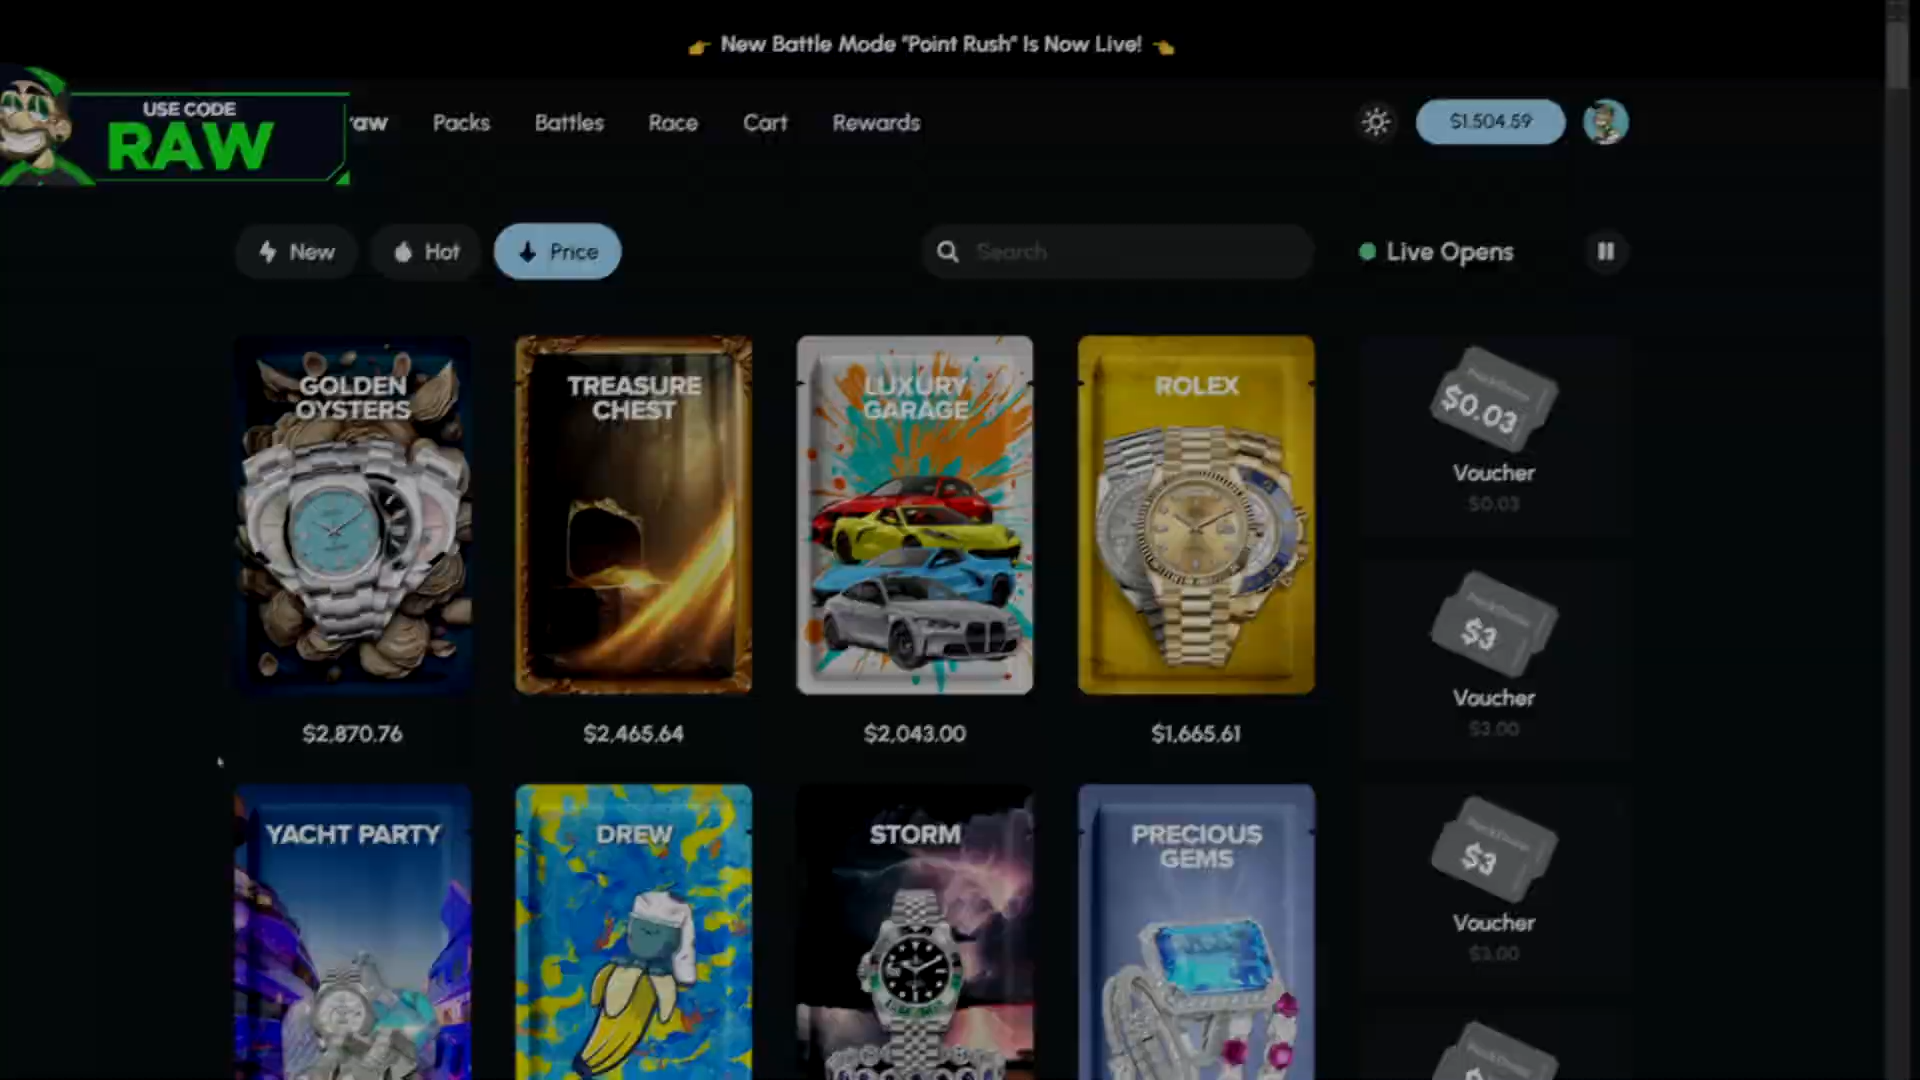 New Battle Mode "Point Rush" Is Now Live!
USE CODE
RAW
raw
Packs
Battles
Race
Cart
Rewards
$1,504.59
New
Hot
Price
Search
Live Opens
GOLDEN
OYSTERS
$2,870.76
TREASURE
CHEST
$2,465.64
LUXURY
GARAGE
$2,043.00
ROLEX
$1,665.61
$0.03
Voucher
$0.03
$3
Voucher
$3.00
YACHT PARTY
DREW
STORM
PRECIOUS
GEMS
$3
Voucher
$3.00